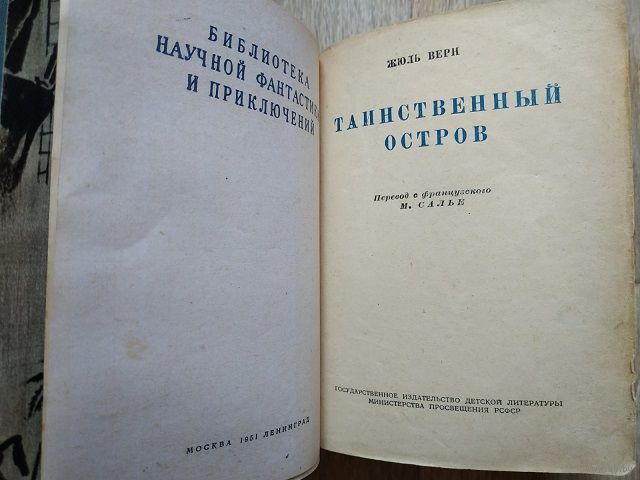 БИБЛИОТЕКА
НАУЧНОЙ ФАНТАСТИКИ
И ПРИКЛЮЧЕНИЙ
МОСКВА 1951 ЛЕНИНГРАД
ЖЮЛЬ ВЕРН
ТАИНСТВЕННЫЙ
ОСТРОВ
Перевод с французского
М. САЛЬЕ
ГОСУДАРСТВЕННОЕ ИЗДАТЕЛЬСТВО ДЕТСКОЙ ЛИТЕРАТУРЫ
МИНИСТЕРСТВА ПРОСВЕЩЕНИЯ РСФСР